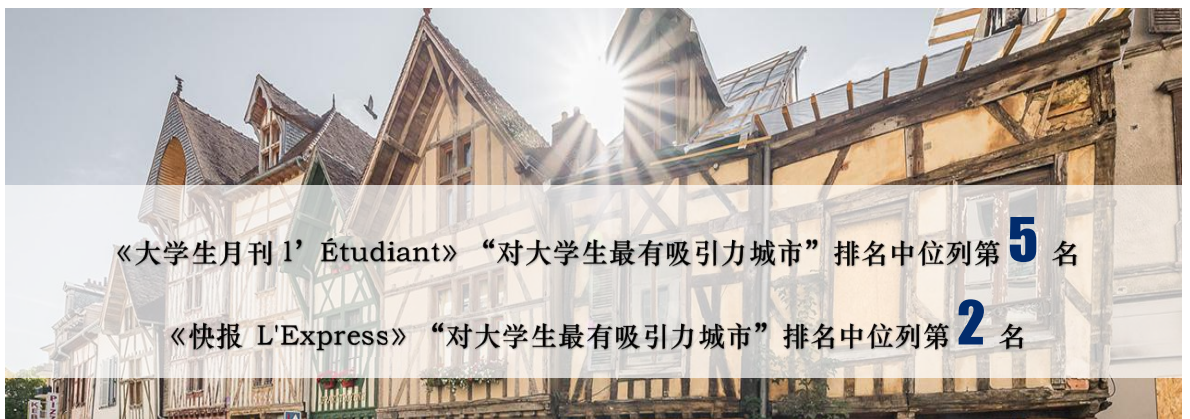 《大学生月刊 l’Étudiant》“对大学生最有吸引力城市”排名中位列第 5 名
《快报 L'Express》“对大学生最有吸引力城市”排名中位列第 2 名